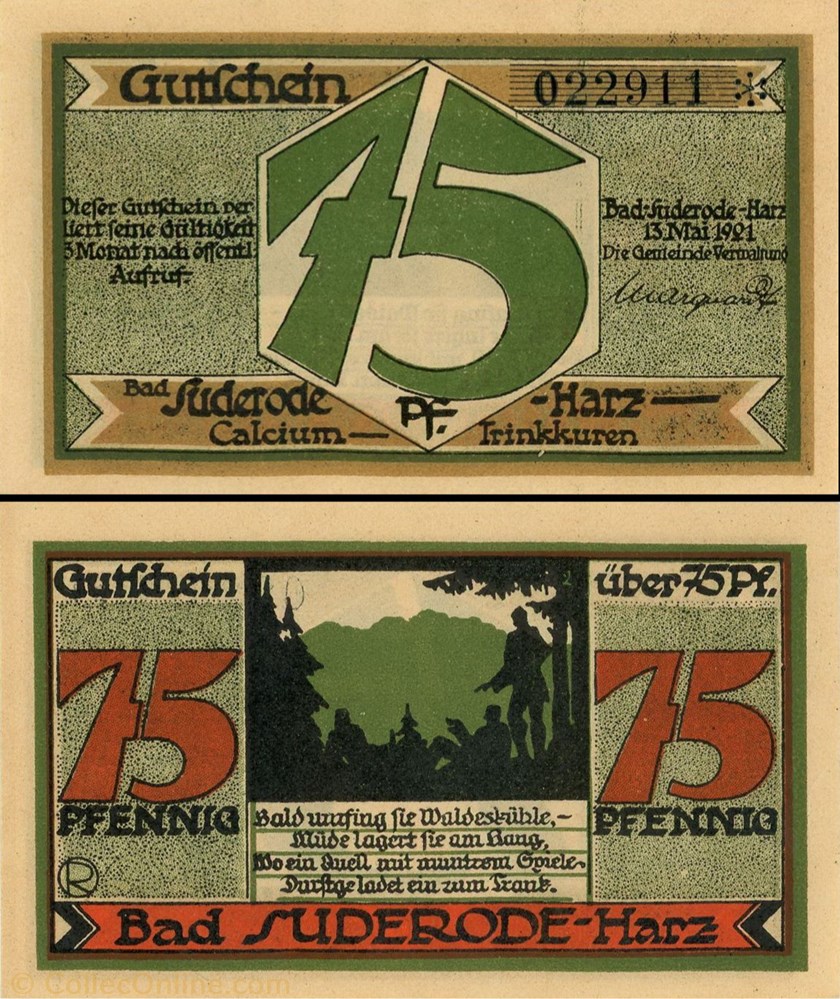 Gutschein
022911
75
Dieser Gutschein ver
liert seine Gültigkeit
3 Monat nach öffentl.
Aufruf.
Bad-Suderode-Harz
13. Mai 1921
Die Gemeinde Verwaltung
Bad Suderode
Pf.
-Harz
Calcium — Trinkkuren
Gutschein
über 75 Pf.
75
PFENNIG
75
PFENNIG
Bald umfing sie Waldeskühle,-
Müde lagert sie am Hang,
Wo ein Quell mit muntrem Spiele
Durstge ladet ein zum Trank.
R
Bad SUDERODE-Harz
© CollecOnline.com